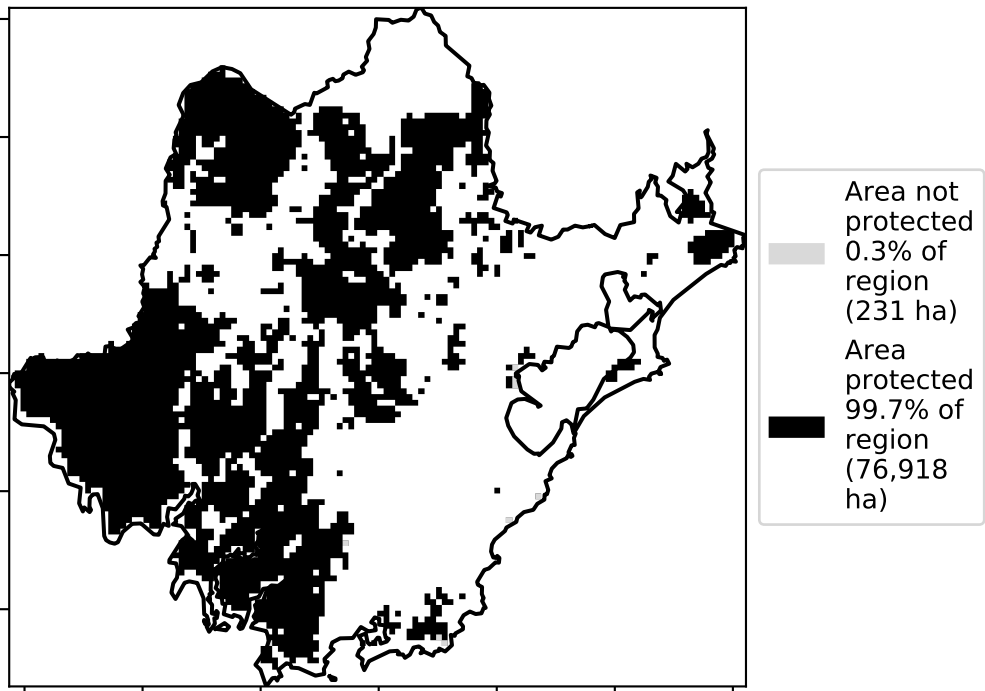 Area not
protected
0.3% of
region
(231 ha)
Area
protected
99.7% of
region
(76,918
ha)